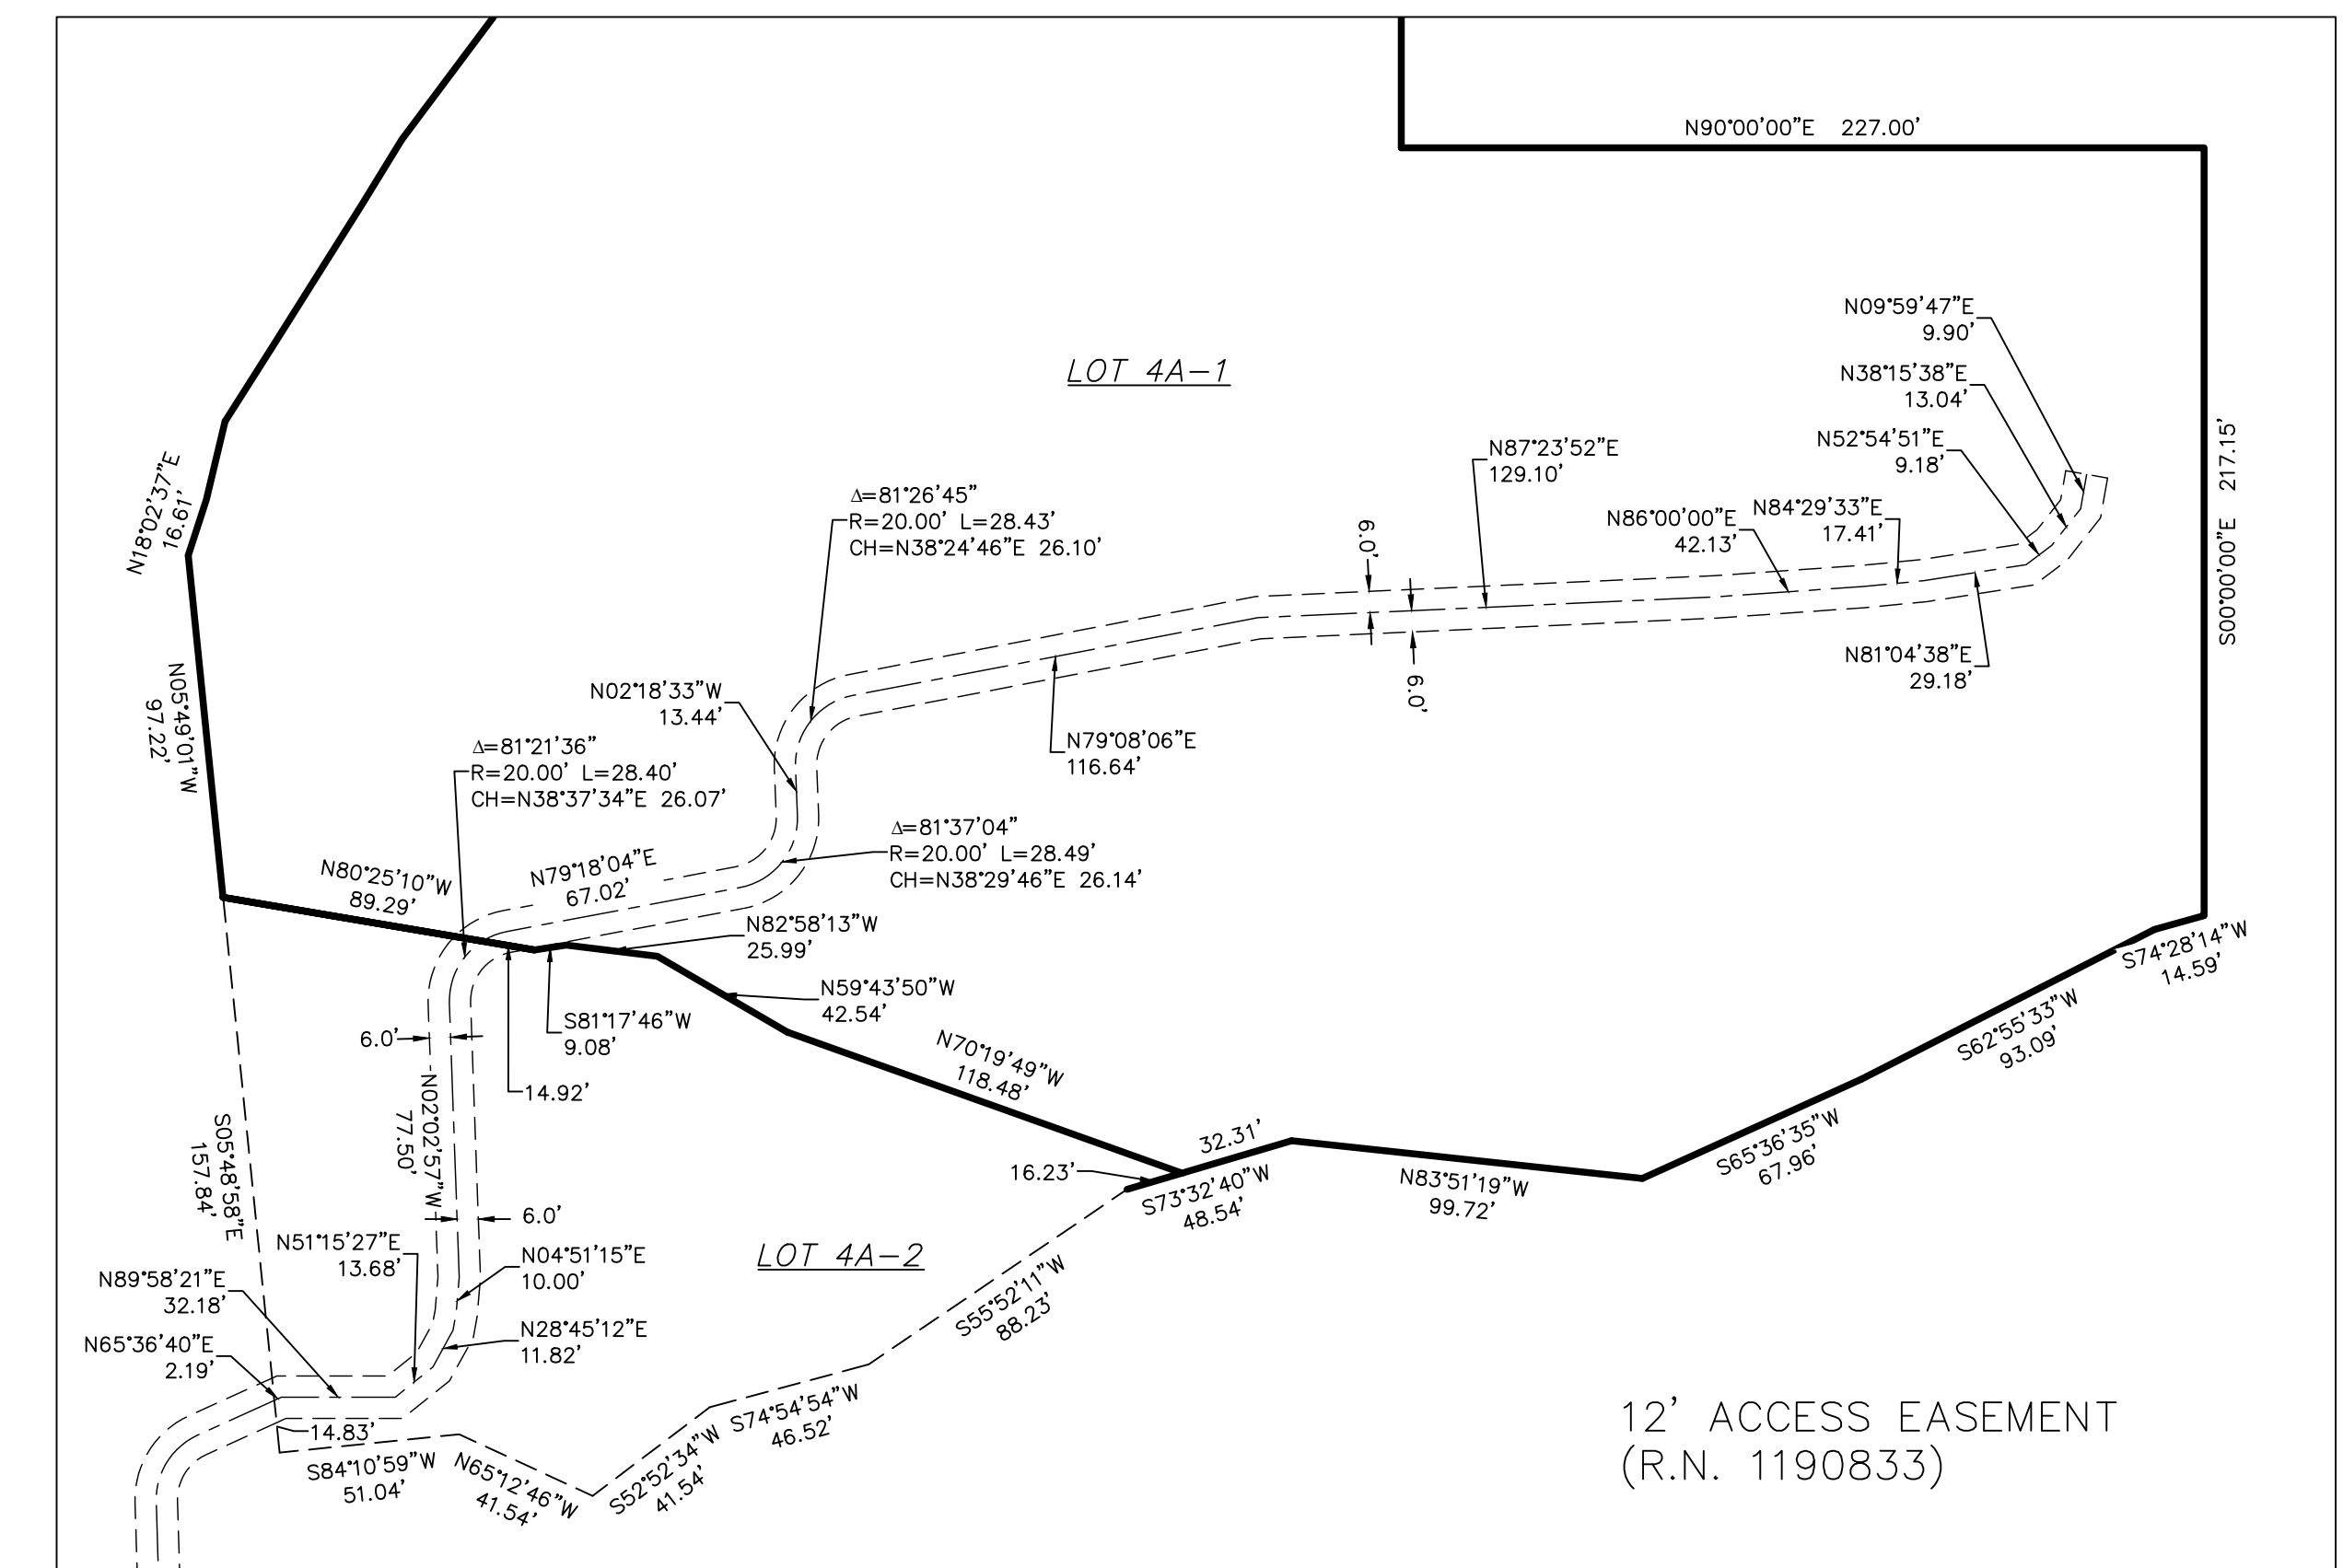 N90°00'00"E 227.00'
LOT 4A-1
N09°59'47"E
9.90'
N38°15'38"E
13.04'
N52°54'51"E
9.18'
N87°23'52"E
129.10'
N86°00'00"E
42.13'
N84°29'33"E
17.41'
S00°00'00"E 217.15'
N18°02'37"E
16.61'
Δ=81°26'45"
R=20.00' L=28.43'
CH=N38°24'46"E 26.10'
6.0'
6.0'
N81°04'38"E
29.18'
N05°49'01"W
97.22'
N02°18'33"W
13.44'
N79°08'06"E
116.64'
Δ=81°21'36"
R=20.00' L=28.40'
CH=N38°37'34"E 26.07'
Δ=81°37'04"
R=20.00' L=28.49'
CH=N38°29'46"E 26.14'
N80°25'10"W
89.29'
N79°18'04"E
67.02'
N82°58'13"W
25.99'
S74°28'14"W
14.59'
N59°43'50"W
42.54'
S81°17'46"W
9.08'
6.0'
14.92'
N70°19'49"W
118.48'
S62°55'33"W
93.09'
N02°02'57"W
77.50'
S05°48'58"E
157.84'
32.31'
16.23'
S73°32'40"W
48.54'
N83°51'19"W
99.72'
S65°36'35"W
67.96'
6.0'
LOT 4A-2
N51°15'27"E
13.68'
N04°51'15"E
10.00'
N89°58'21"E
32.18'
N28°45'12"E
11.82'
N65°36'40"E
2.19'
S55°52'11"W
88.23'
S74°54'54"W
46.52'
14.83'
S84°10'59"W
51.04'
N65°12'46"W
41.54'
S52°52'34"W
41.54'
12' ACCESS EASEMENT
(R.N. 1190833)